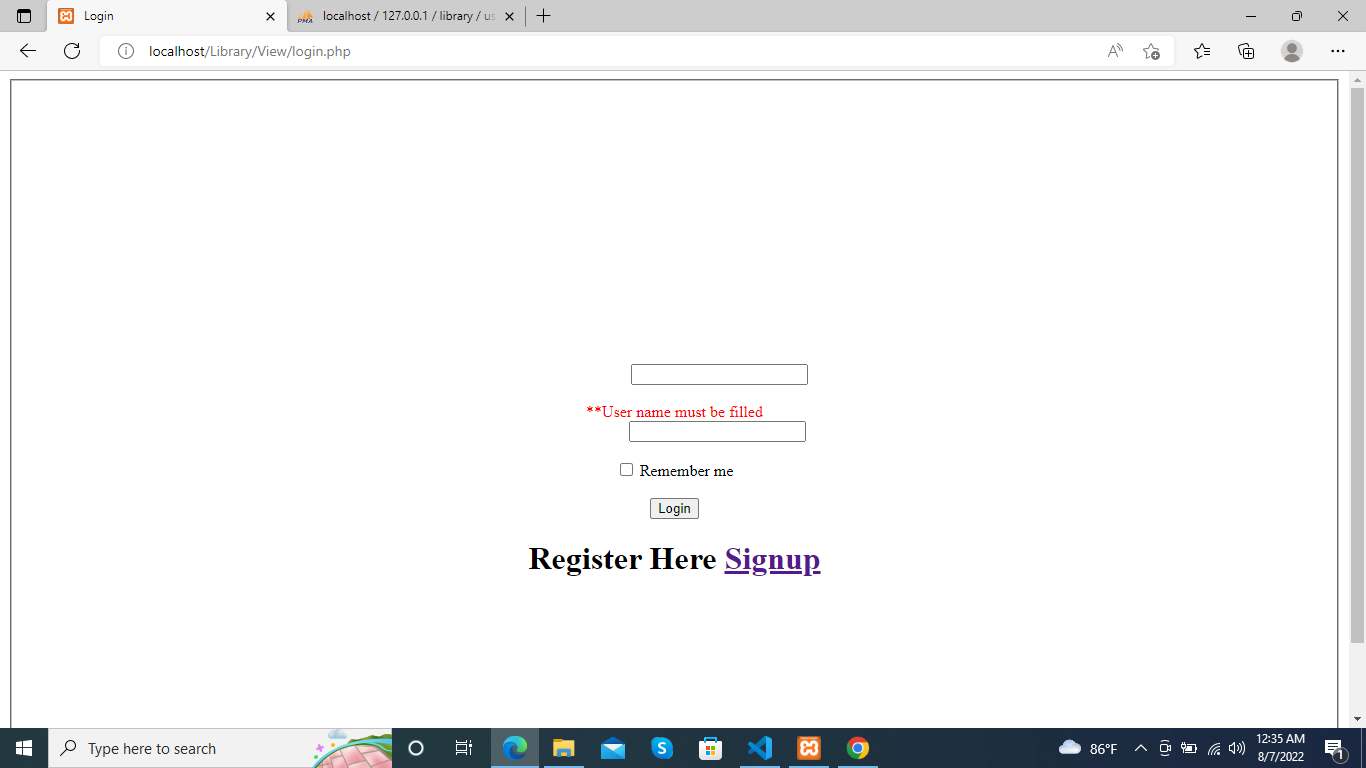 Login
localhost / 127.0.0.1 / library / us
localhost/Library/View/login.php
**User name must be filled
Remember me
Login
Register Here Signup
Type here to search
86°F
12:35 AM
8/7/2022
1